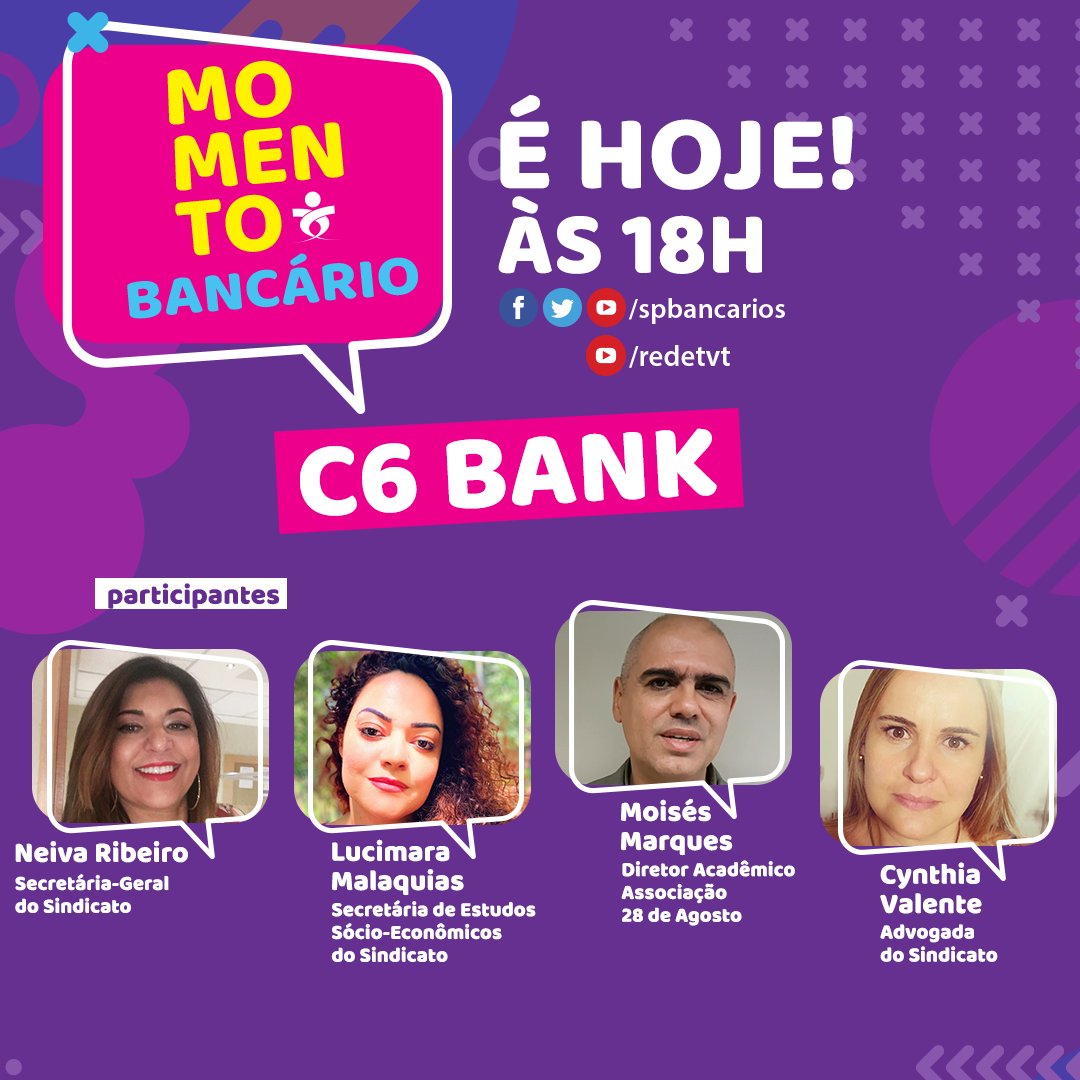 MO
MEN
TO
BANCÁRIO
É HOJE!
ÀS 18H
/spbancarios
/redetvt
C6 BANK
participantes
Neiva Ribeiro
Secretária-Geral
do Sindicato
Lucimara
Malaquias
Secretária de Estudos
Sócio-Econômicos
do Sindicato
Moisés
Marques
Diretor Acadêmico
Associação
28 de Agosto
Cynthia
Valente
Advogada
do Sindicato